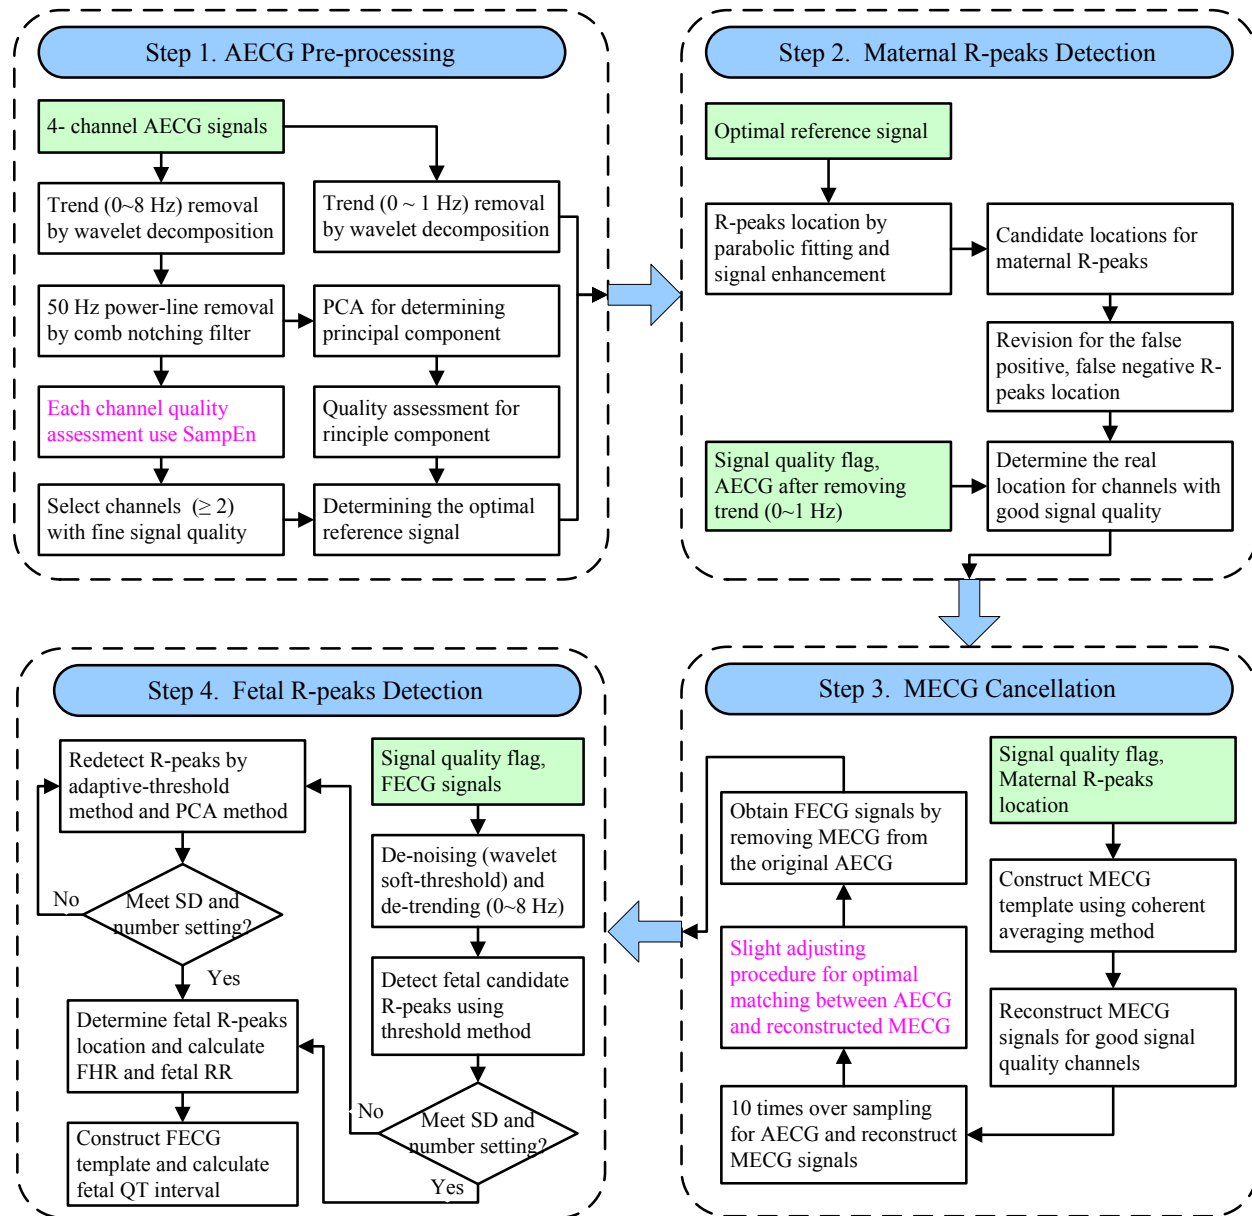 Step 1. AECG Pre-processing
4- channel AECG signals
Trend (0~8 Hz) removal
by wavelet decomposition
Trend (0 ~ 1 Hz) removal
by wavelet decomposition
50 Hz power-line removal
by comb notching filter
PCA for determining
principal component
Each channel quality
assessment use SampEn
Quality assessment for
rinciple component
Select channels (≥ 2)
with fine signal quality
Determining the optimal
reference signal
Step 2. Maternal R-peaks Detection
Optimal reference signal
R-peaks location by
parabolic fitting and
signal enhancement
Candidate locations for
maternal R-peaks
Revision for the false
positive, false negative R-
peaks location
Signal quality flag,
AECG after removing
trend (0~1 Hz)
Determine the real
location for channels with
good signal quality
Step 3. MECG Cancellation
Signal quality flag,
Maternal R-peaks
location
Construct MECG
template using coherent
averaging method
Reconstruct MECG
signals for good signal
quality channels
10 times over sampling
for AECG and reconstruct
MECG signals
Slight adjusting
procedure for optimal
matching between AECG
and reconstructed MECG
Obtain FECG signals by
removing MECG from
the original AECG
Step 4. Fetal R-peaks Detection
Signal quality flag,
FECG signals
De-noising (wavelet
soft-threshold) and
de-trending (0~8 Hz)
Detect fetal candidate
R-peaks using
threshold method
Meet SD and
number setting?
No
Yes
Redetect R-peaks by
adaptive-threshold
method and PCA method
Meet SD and
number setting?
No
Yes
Determine fetal R-peaks
location and calculate
FHR and fetal RR
Construct FECG
template and calculate
fetal QT interval